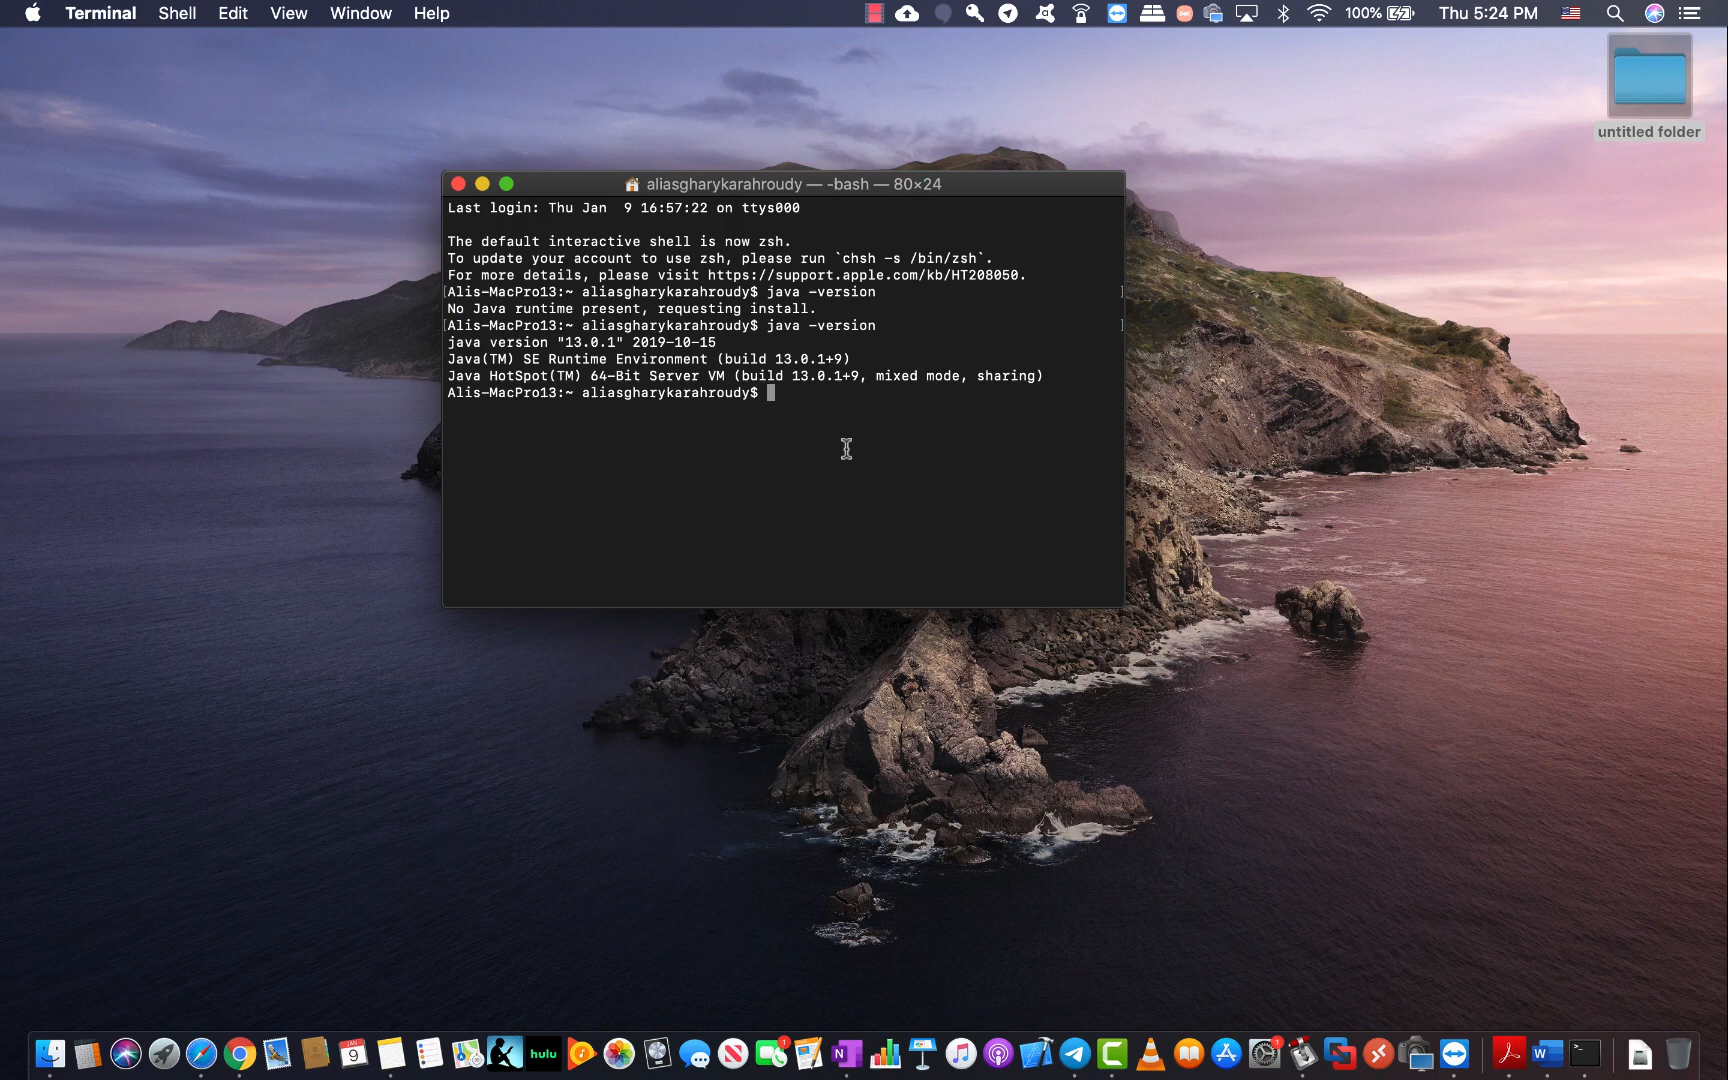 Terminal Shell Edit View Window Help 100% Thu 5:24 PM
untitled folder
aliasgharykarahroudy — -bash — 80×24
Last login: Thu Jan  9 16:57:22 on ttys000
The default interactive shell is now zsh.
To update your account to use zsh, please run `chsh -s /bin/zsh`.
For more details, please visit https://support.apple.com/kb/HT208050.
[Alis-MacPro13:~ aliasgharykarahroudy$ java -version ]
No Java runtime present, requesting install.
[Alis-MacPro13:~ aliasgharykarahroudy$ java -version ]
java version "13.0.1" 2019-10-15
Java(TM) SE Runtime Environment (build 13.0.1+9)
Java HotSpot(TM) 64-Bit Server VM (build 13.0.1+9, mixed mode, sharing)
Alis-MacPro13:~ aliasgharykarahroudy$
JAN 9 hulu N W